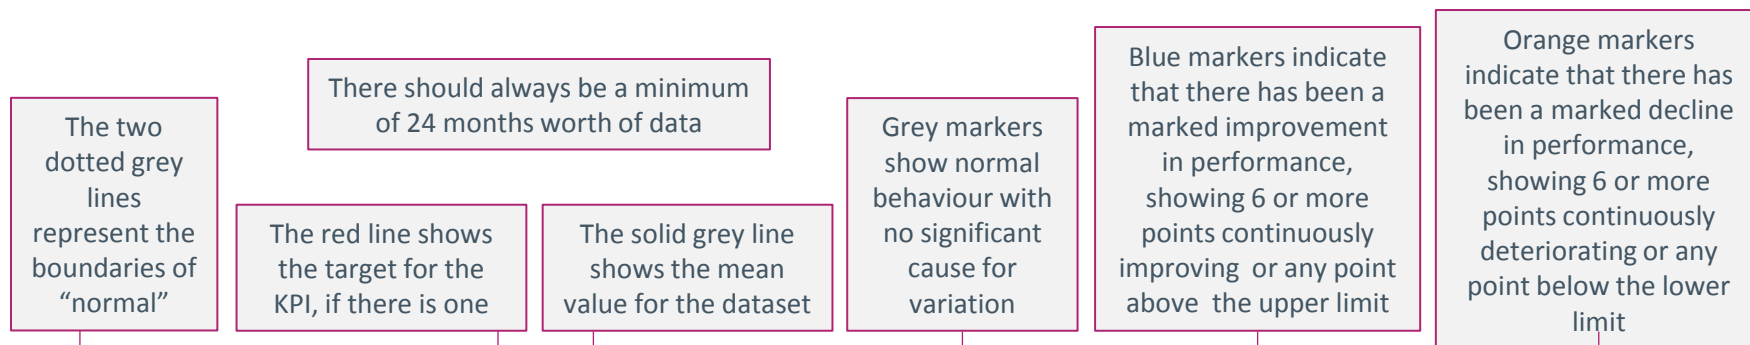 The two
dotted grey
lines
represent the
boundaries of
“normal”
There should always be a minimum
of 24 months worth of data
The red line shows
the target for the
KPI, if there is one
The solid grey line
shows the mean
value for the dataset
Grey markers
show normal
behaviour with
no significant
cause for
variation
Blue markers indicate
that there has been a
marked improvement
in performance,
showing 6 or more
points continuously
improving or any point
above the upper limit
Orange markers
indicate that there has
been a marked decline
in performance,
showing 6 or more
points continuously
deteriorating or any
point below the lower
limit